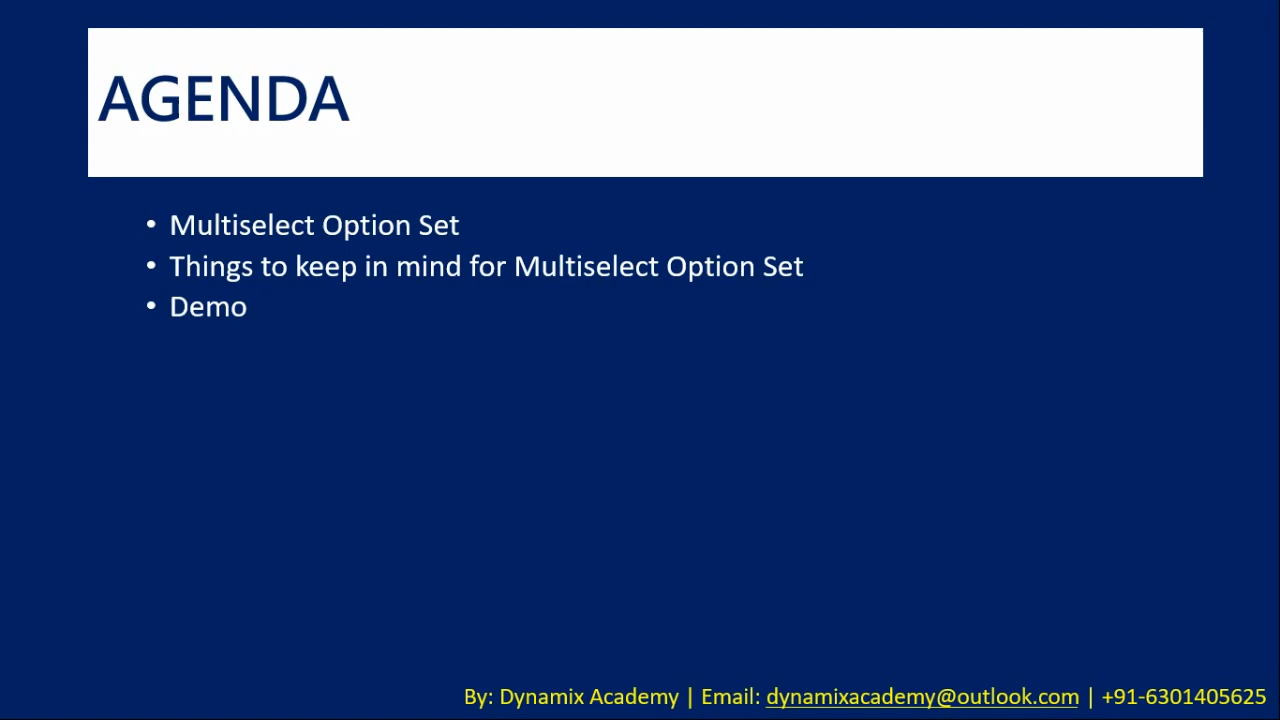 AGENDA
• Multiselect Option Set
• Things to keep in mind for Multiselect Option Set
• Demo
By: Dynamix Academy | Email: dynamixacademy@outlook.com | +91-6301405625